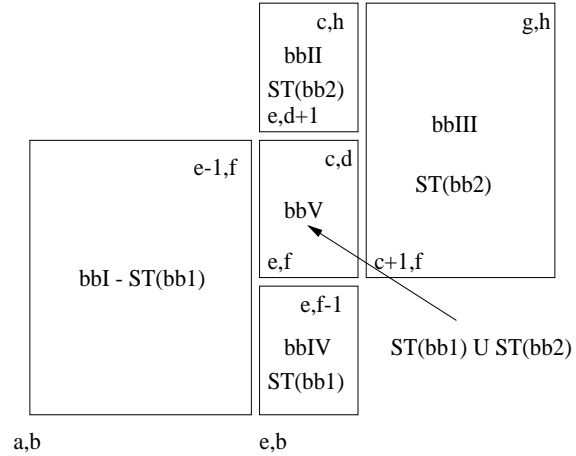 c,h
bbII
ST(bb2)
e,d+1
g,h
bbIII
ST(bb2)
c+1,f
e-1,f
bbI - ST(bb1)
a,b
c,d
bbV
e,f
e,f-1
bbIV
ST(bb1)
e,b
ST(bb1) U ST(bb2)